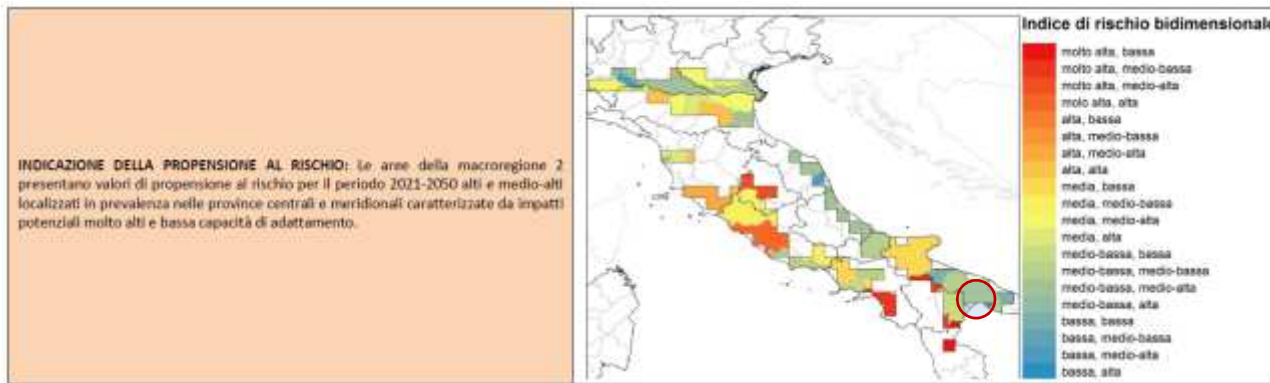 INDICAZIONE DELLA PROPENSIONE AL RISCHIO: Le aree della macroregione 2
presentano valori di propensione al rischio per il periodo 2021-2050 alti e medio-alti
localizzati in prevalenza nelle province centrali e meridionali caratterizzate da impatti
potenziali molto alti e bassa capacità di adattamento.
Indice di rischio bidimensionale
molto alta, bassa
molto alta, medio-bassa
molto alta, medio-alta
molo alta, alta
alta, bassa
alta, medio-bassa
alta, medio-alta
alta, alta
media, bassa
media, medio-bassa
media, medio-alta
media, alta
medio-bassa, bassa
medio-bassa, medio-bassa
medio-bassa, medio-alta
medio-bassa, alta
bassa, bassa
bassa, medio-bassa
bassa, medio-alta
bassa, alta